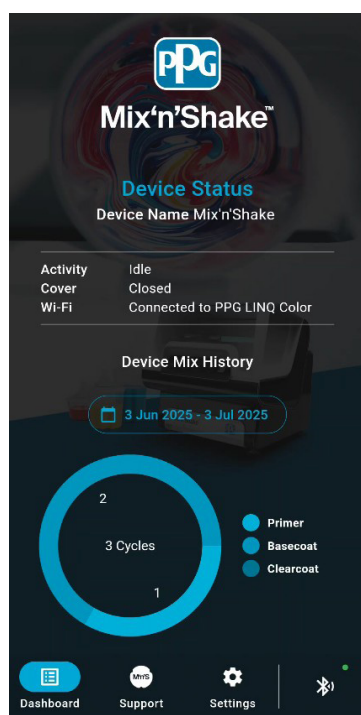 PPG
Mix'n'Shake™
Device Status
Device Name Mix'n'Shake
Activity Idle
Cover Closed
Wi-Fi Connected to PPG LINQ Color
Device Mix History
3 Jun 2025 - 3 Jul 2025
2
3 Cycles
1
Primer
Basecoat
Clearcoat
M'n'S
Dashboard Support Settings